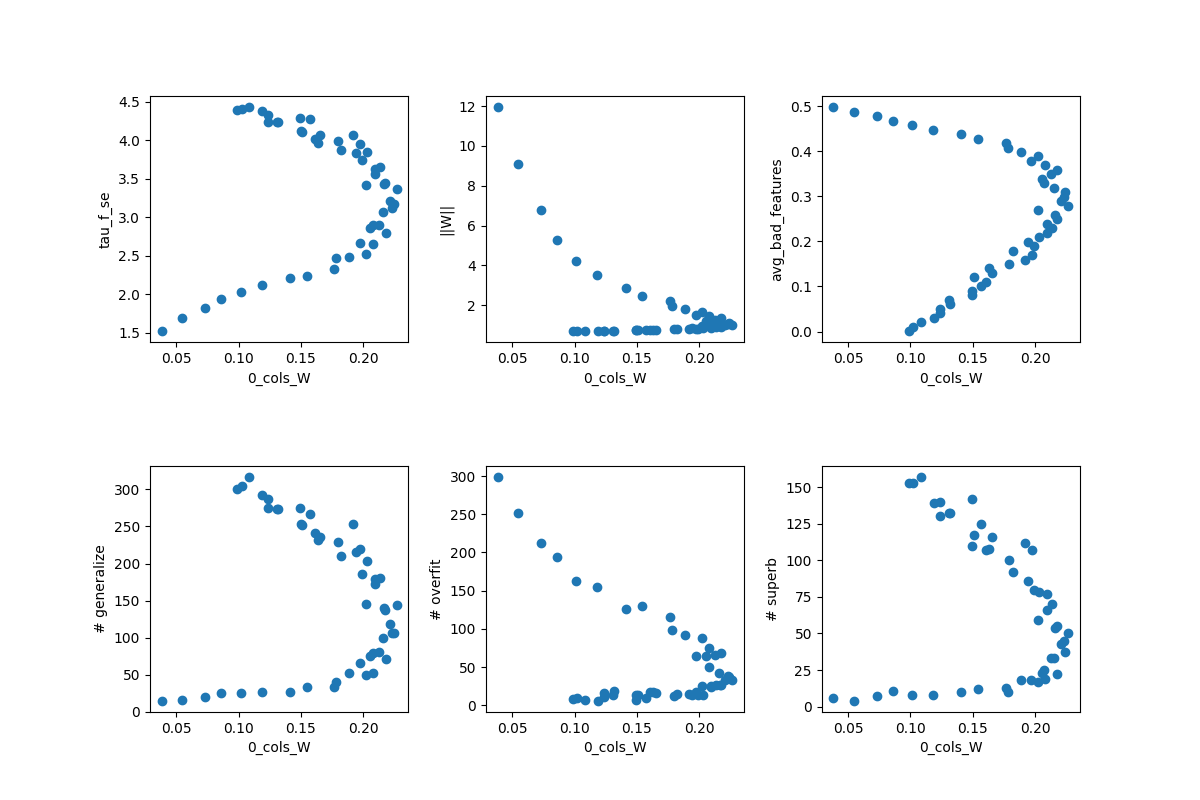 4.5
4.0
3.5
3.0
2.5
2.0
1.5
tau_f_se
0.05 0.10 0.15 0.20
0_cols_W
12
10
8
6
4
2
||W||
0.05 0.10 0.15 0.20
0_cols_W
0.5
0.4
0.3
0.2
0.1
0.0
avg_bad_features
0.05 0.10 0.15 0.20
0_cols_W
300
250
200
150
100
50
0
# generalize
0.05 0.10 0.15 0.20
0_cols_W
300
250
200
150
100
50
0
# overfit
0.05 0.10 0.15 0.20
0_cols_W
150
125
100
75
50
25
0
# superb
0.05 0.10 0.15 0.20
0_cols_W